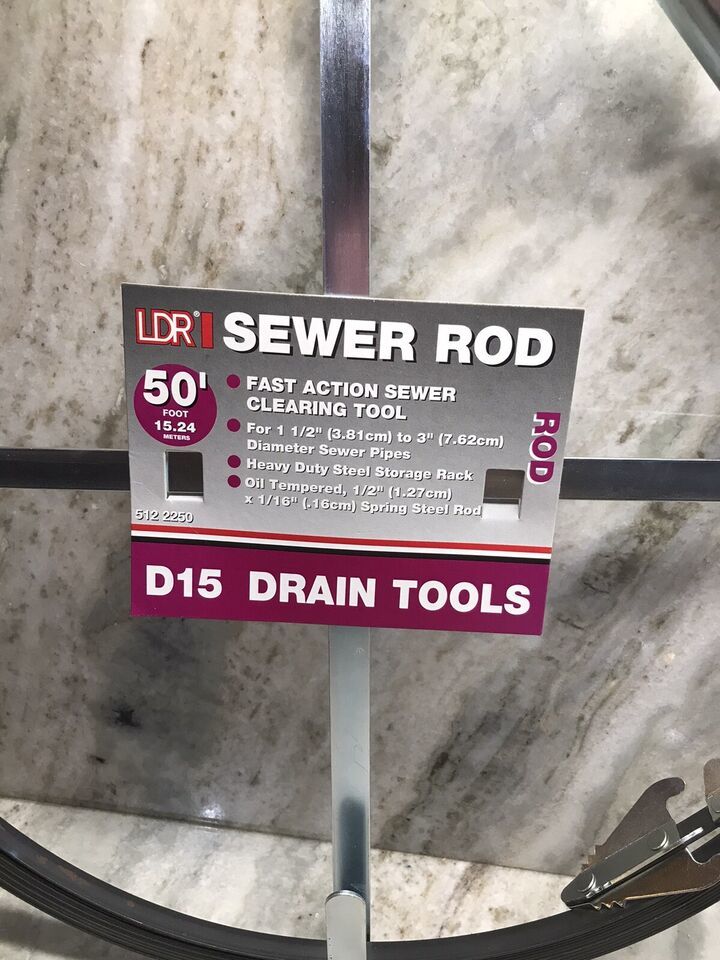 LDR® SEWER ROD
50'
FOOT
15.24
METERS
FAST ACTION SEWER
CLEARING TOOL
For 1 1/2" (3.81cm) to 3" (7.62cm)
Diameter Sewer Pipes
Heavy Duty Steel Storage Rack
Oil Tempered, 1/2" (1.27cm)
x 1/16" (.16cm) Spring Steel Rod
ROD
512 2250
D15 DRAIN TOOLS